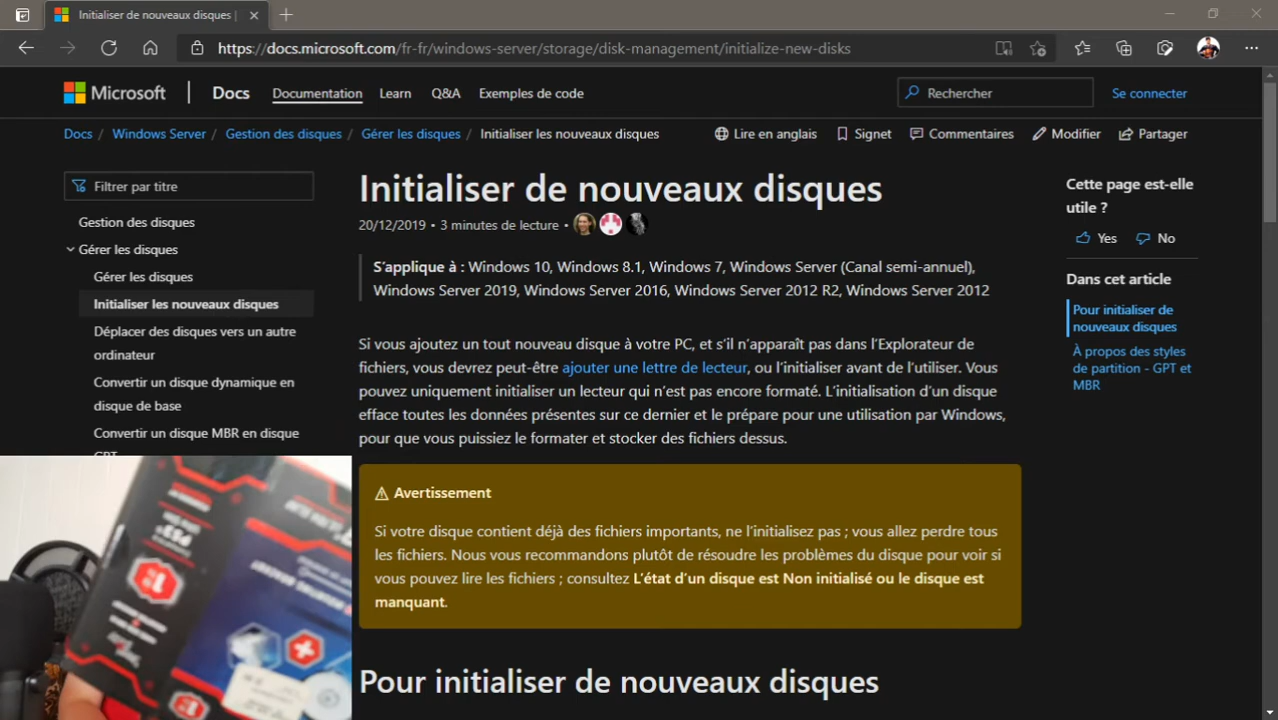 Initialiser de nouveaux disques |
https://docs.microsoft.com/fr-fr/windows-server/storage/disk-management/initialize-new-disks
Microsoft
Docs
Documentation
Learn
Q&A
Exemples de code
Rechercher
Se connecter
Docs / Windows Server / Gestion des disques / Gérer les disques / Initialiser les nouveaux disques
Lire en anglais
Signet
Commentaires
Modifier
Partager
Filtrer par titre
Gestion des disques
Gérer les disques
Gérer les disques
Initialiser les nouveaux disques
Déplacer des disques vers un autre
ordinateur
Convertir un disque dynamique en
disque de base
Convertir un disque MBR en disque
GPT
Initialiser de nouveaux disques
20/12/2019 • 3 minutes de lecture •
S'applique à : Windows 10, Windows 8.1, Windows 7, Windows Server (Canal semi-annuel),
Windows Server 2019, Windows Server 2016, Windows Server 2012 R2, Windows Server 2012
Si vous ajoutez un tout nouveau disque à votre PC, et s'il n'apparaît pas dans l'Explorateur de
fichiers, vous devrez peut-être ajouter une lettre de lecteur, ou l'initialiser avant de l'utiliser. Vous
pouvez uniquement initialiser un lecteur qui n'est pas encore formaté. L'initialisation d'un disque
efface toutes les données présentes sur ce dernier et le prépare pour une utilisation par Windows,
pour que vous puissiez le formater et stocker des fichiers dessus.
Avertissement
Si votre disque contient déjà des fichiers importants, ne l'initialisez pas ; vous allez perdre tous
les fichiers. Nous vous recommandons plutôt de résoudre les problèmes du disque pour voir si
vous pouvez lire les fichiers ; consultez L'état d'un disque est Non initialisé ou le disque est
manquant.
Pour initialiser de nouveaux disques
Cette page est-elle
utile ?
Yes
No
Dans cet article
Pour initialiser de
nouveaux disques
À propos des styles
de partition - GPT et
MBR